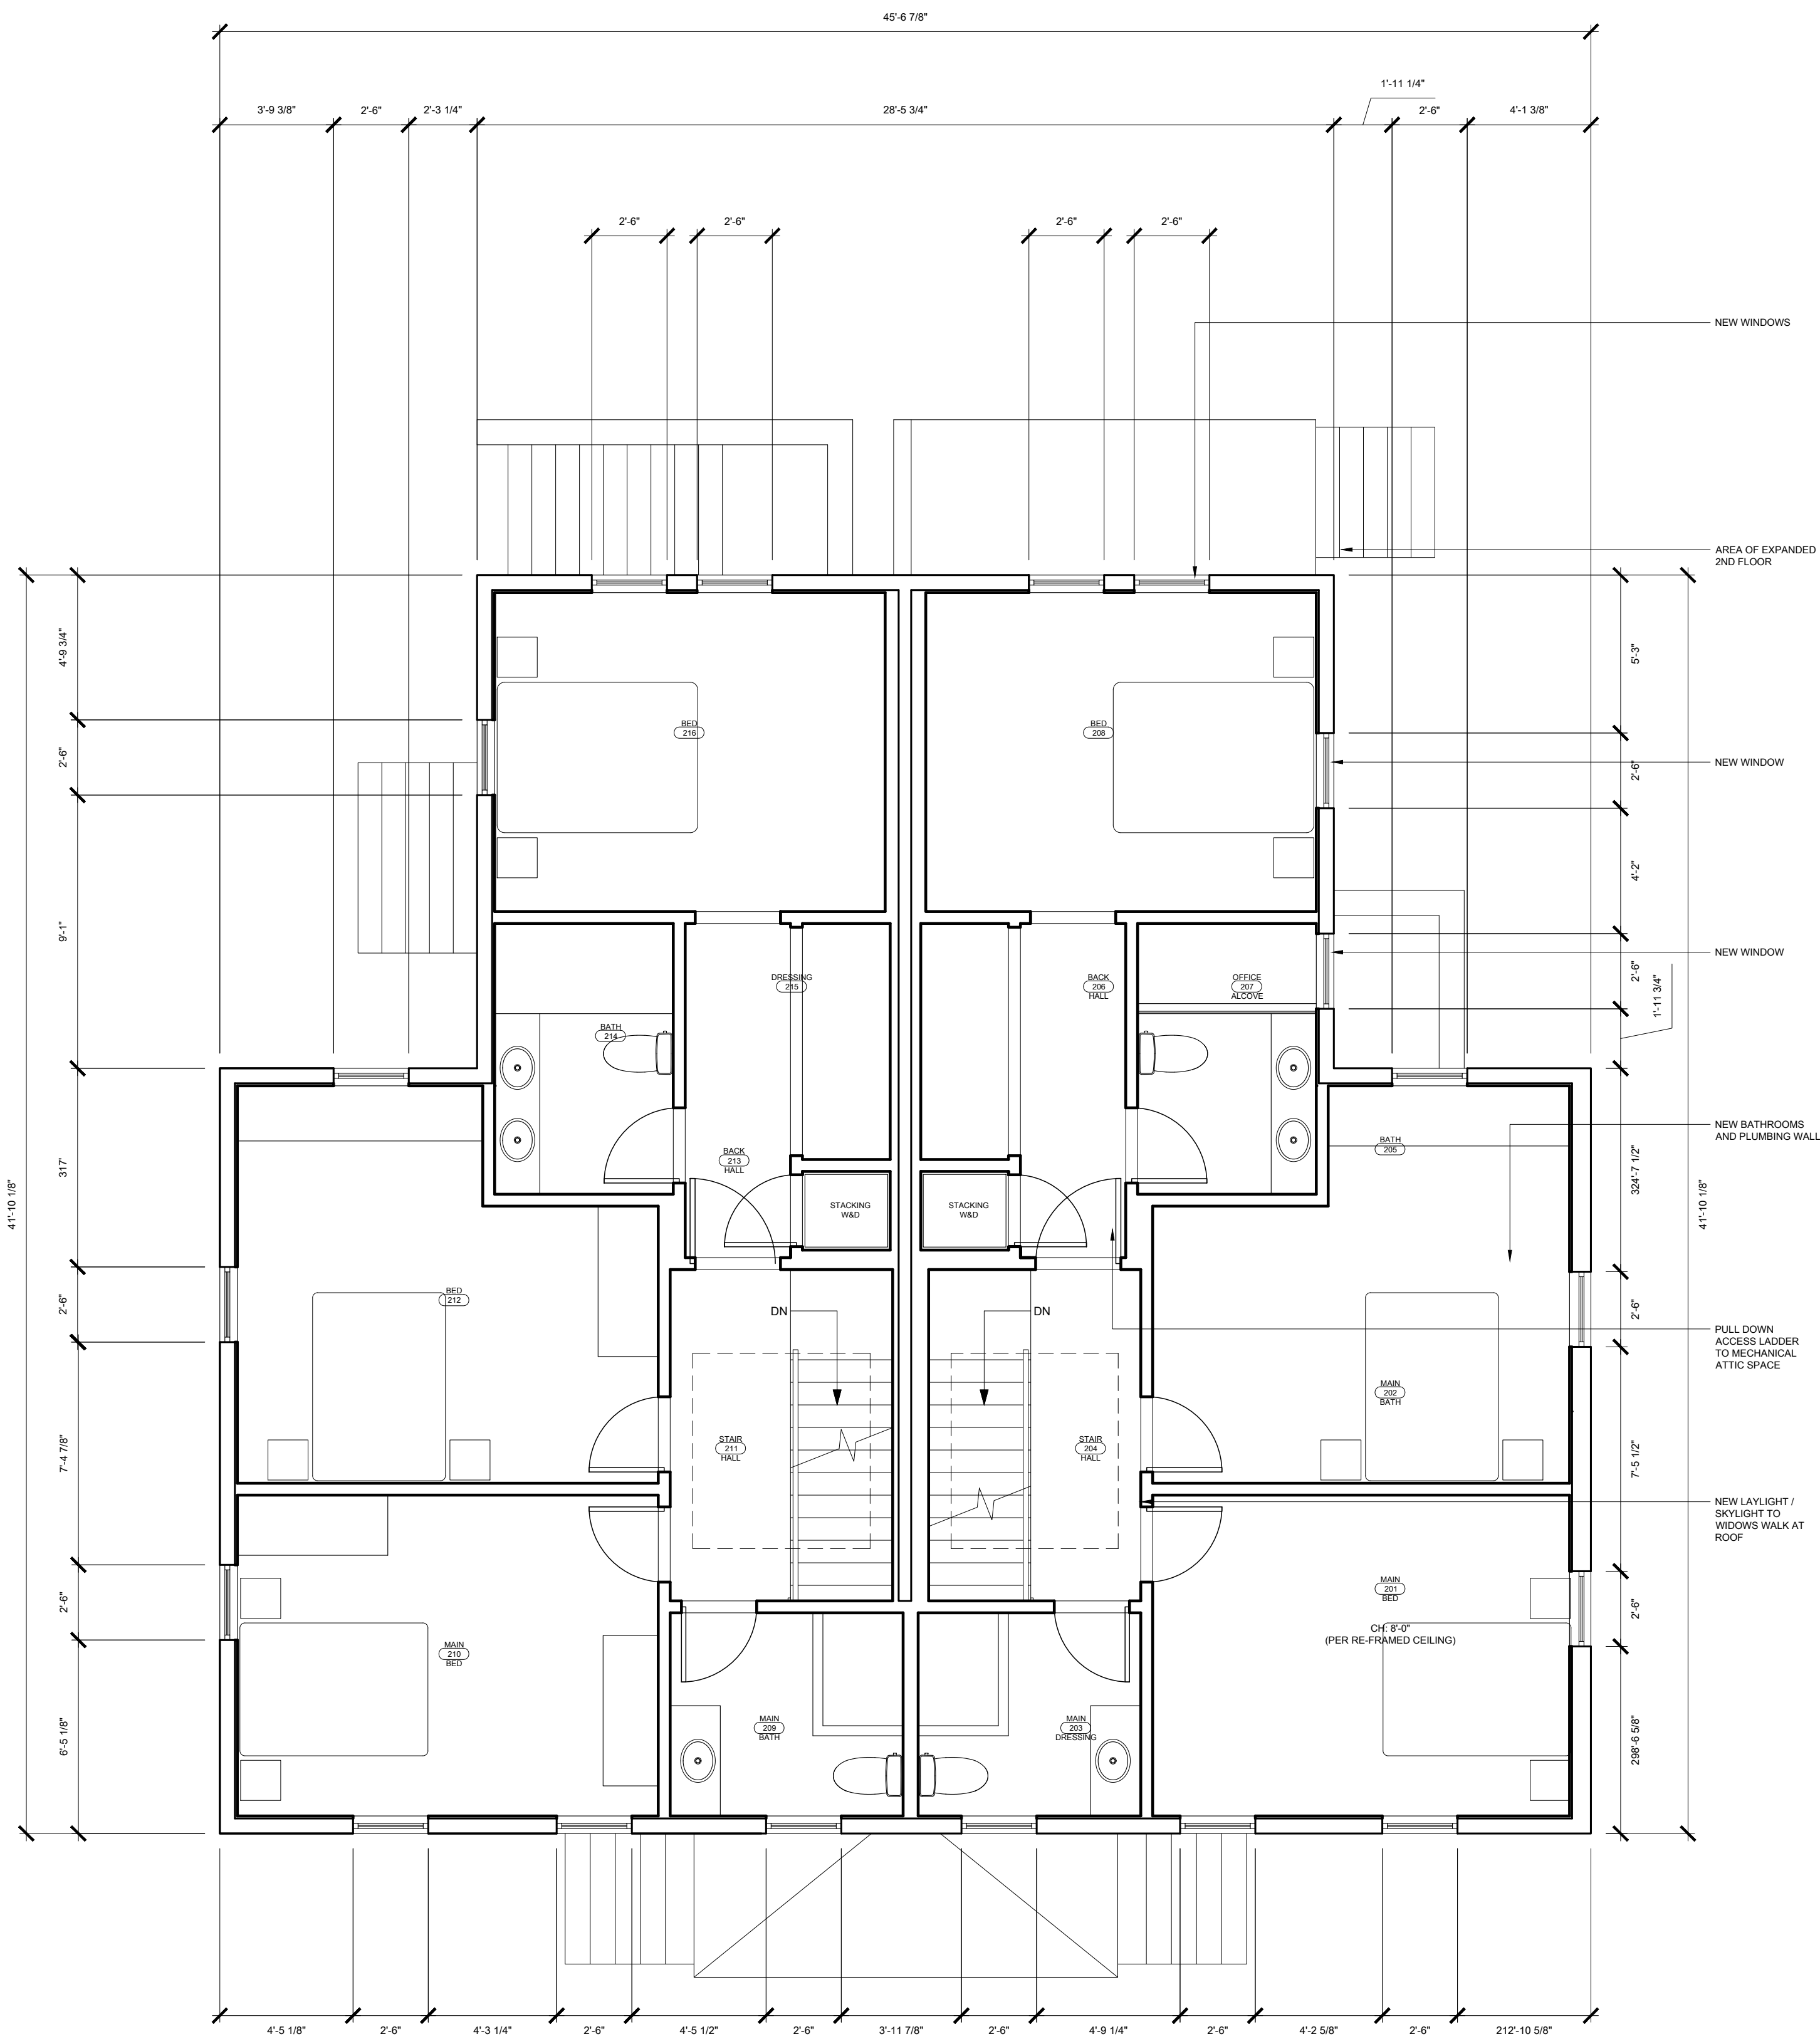 45'-6 7/8"
1'-11 1/4"
3'-9 3/8"
2'-6"
2'-3 1/4"
28'-5 3/4"
2'-6"
4'-1 3/8"
2'-6"
2'-6"
2'-6"
2'-6"
NEW WINDOWS
AREA OF EXPANDED
2ND FLOOR
4'-9 3/4"
5'-3"
BED
216
BED
208
2'-6"
2'-6"
NEW WINDOW
4'-2"
9'-1"
NEW WINDOW
2'-6"
1'-11 3/4"
DRESSING
215
BACK
206
HALL
OFFICE
207
ALCOVE
BATH
214
NEW BATHROOMS
AND PLUMBING WALL
BATH
205
BACK
213
HALL
317'
324'-7 1/2"
41'-10 1/8"
41'-10 1/8"
STACKING
W&D
STACKING
W&D
BED
212
2'-6"
2'-6"
DN
DN
PULL DOWN
ACCESS LADDER
TO MECHANICAL
ATTIC SPACE
MAIN
202
BATH
STAIR
211
HALL
STAIR
204
HALL
7'-4 7/8"
7'-5 1/2"
NEW LAYLIGHT /
SKYLIGHT TO
WIDOWS WALK AT
ROOF
MAIN
201
BED
2'-6"
2'-6"
CH: 8'-0"
(PER RE-FRAMED CEILING)
MAIN
210
BED
MAIN
209
BATH
MAIN
203
DRESSING
6'-5 1/8"
298'-6 5/8"
4'-5 1/8"
2'-6"
4'-3 1/4"
2'-6"
4'-5 1/2"
2'-6"
3'-11 7/8"
2'-6"
4'-9 1/4"
2'-6"
4'-2 5/8"
2'-6"
212'-10 5/8"